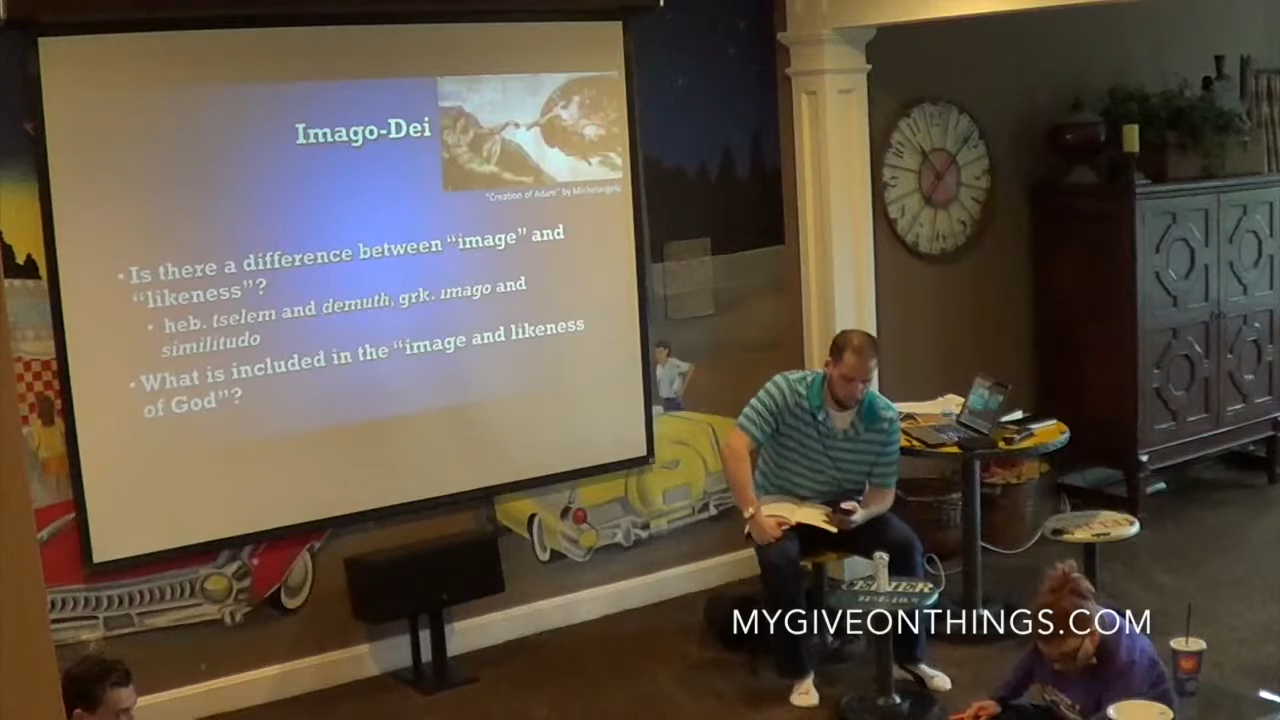 Imago-Dei
"Creation of Adam" by Michelangelo
• Is there a difference between "image" and
"likeness"?
• heb. tselem and demuth, grk. imago and
similitudo
• What is included in the "image and likeness
of God"?
MYGIVEONTHINGS.COM